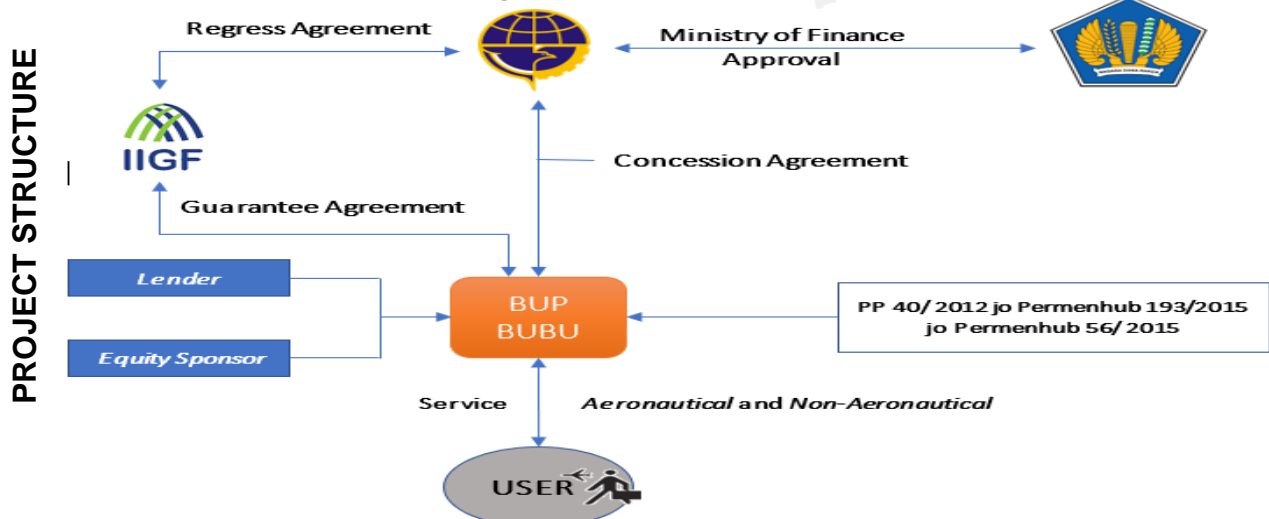 PROJECT STRUCTURE
Regress Agreement
Ministry of Finance
Approval
IIGF
Concession Agreement
Guarantee Agreement
Lender
Equity Sponsor
BUP
BUBU
PP 40/2012 jo Permenhub 193/2015
jo Permenhub 56/2015
Service
Aeronautical and Non-Aeronautical
USER